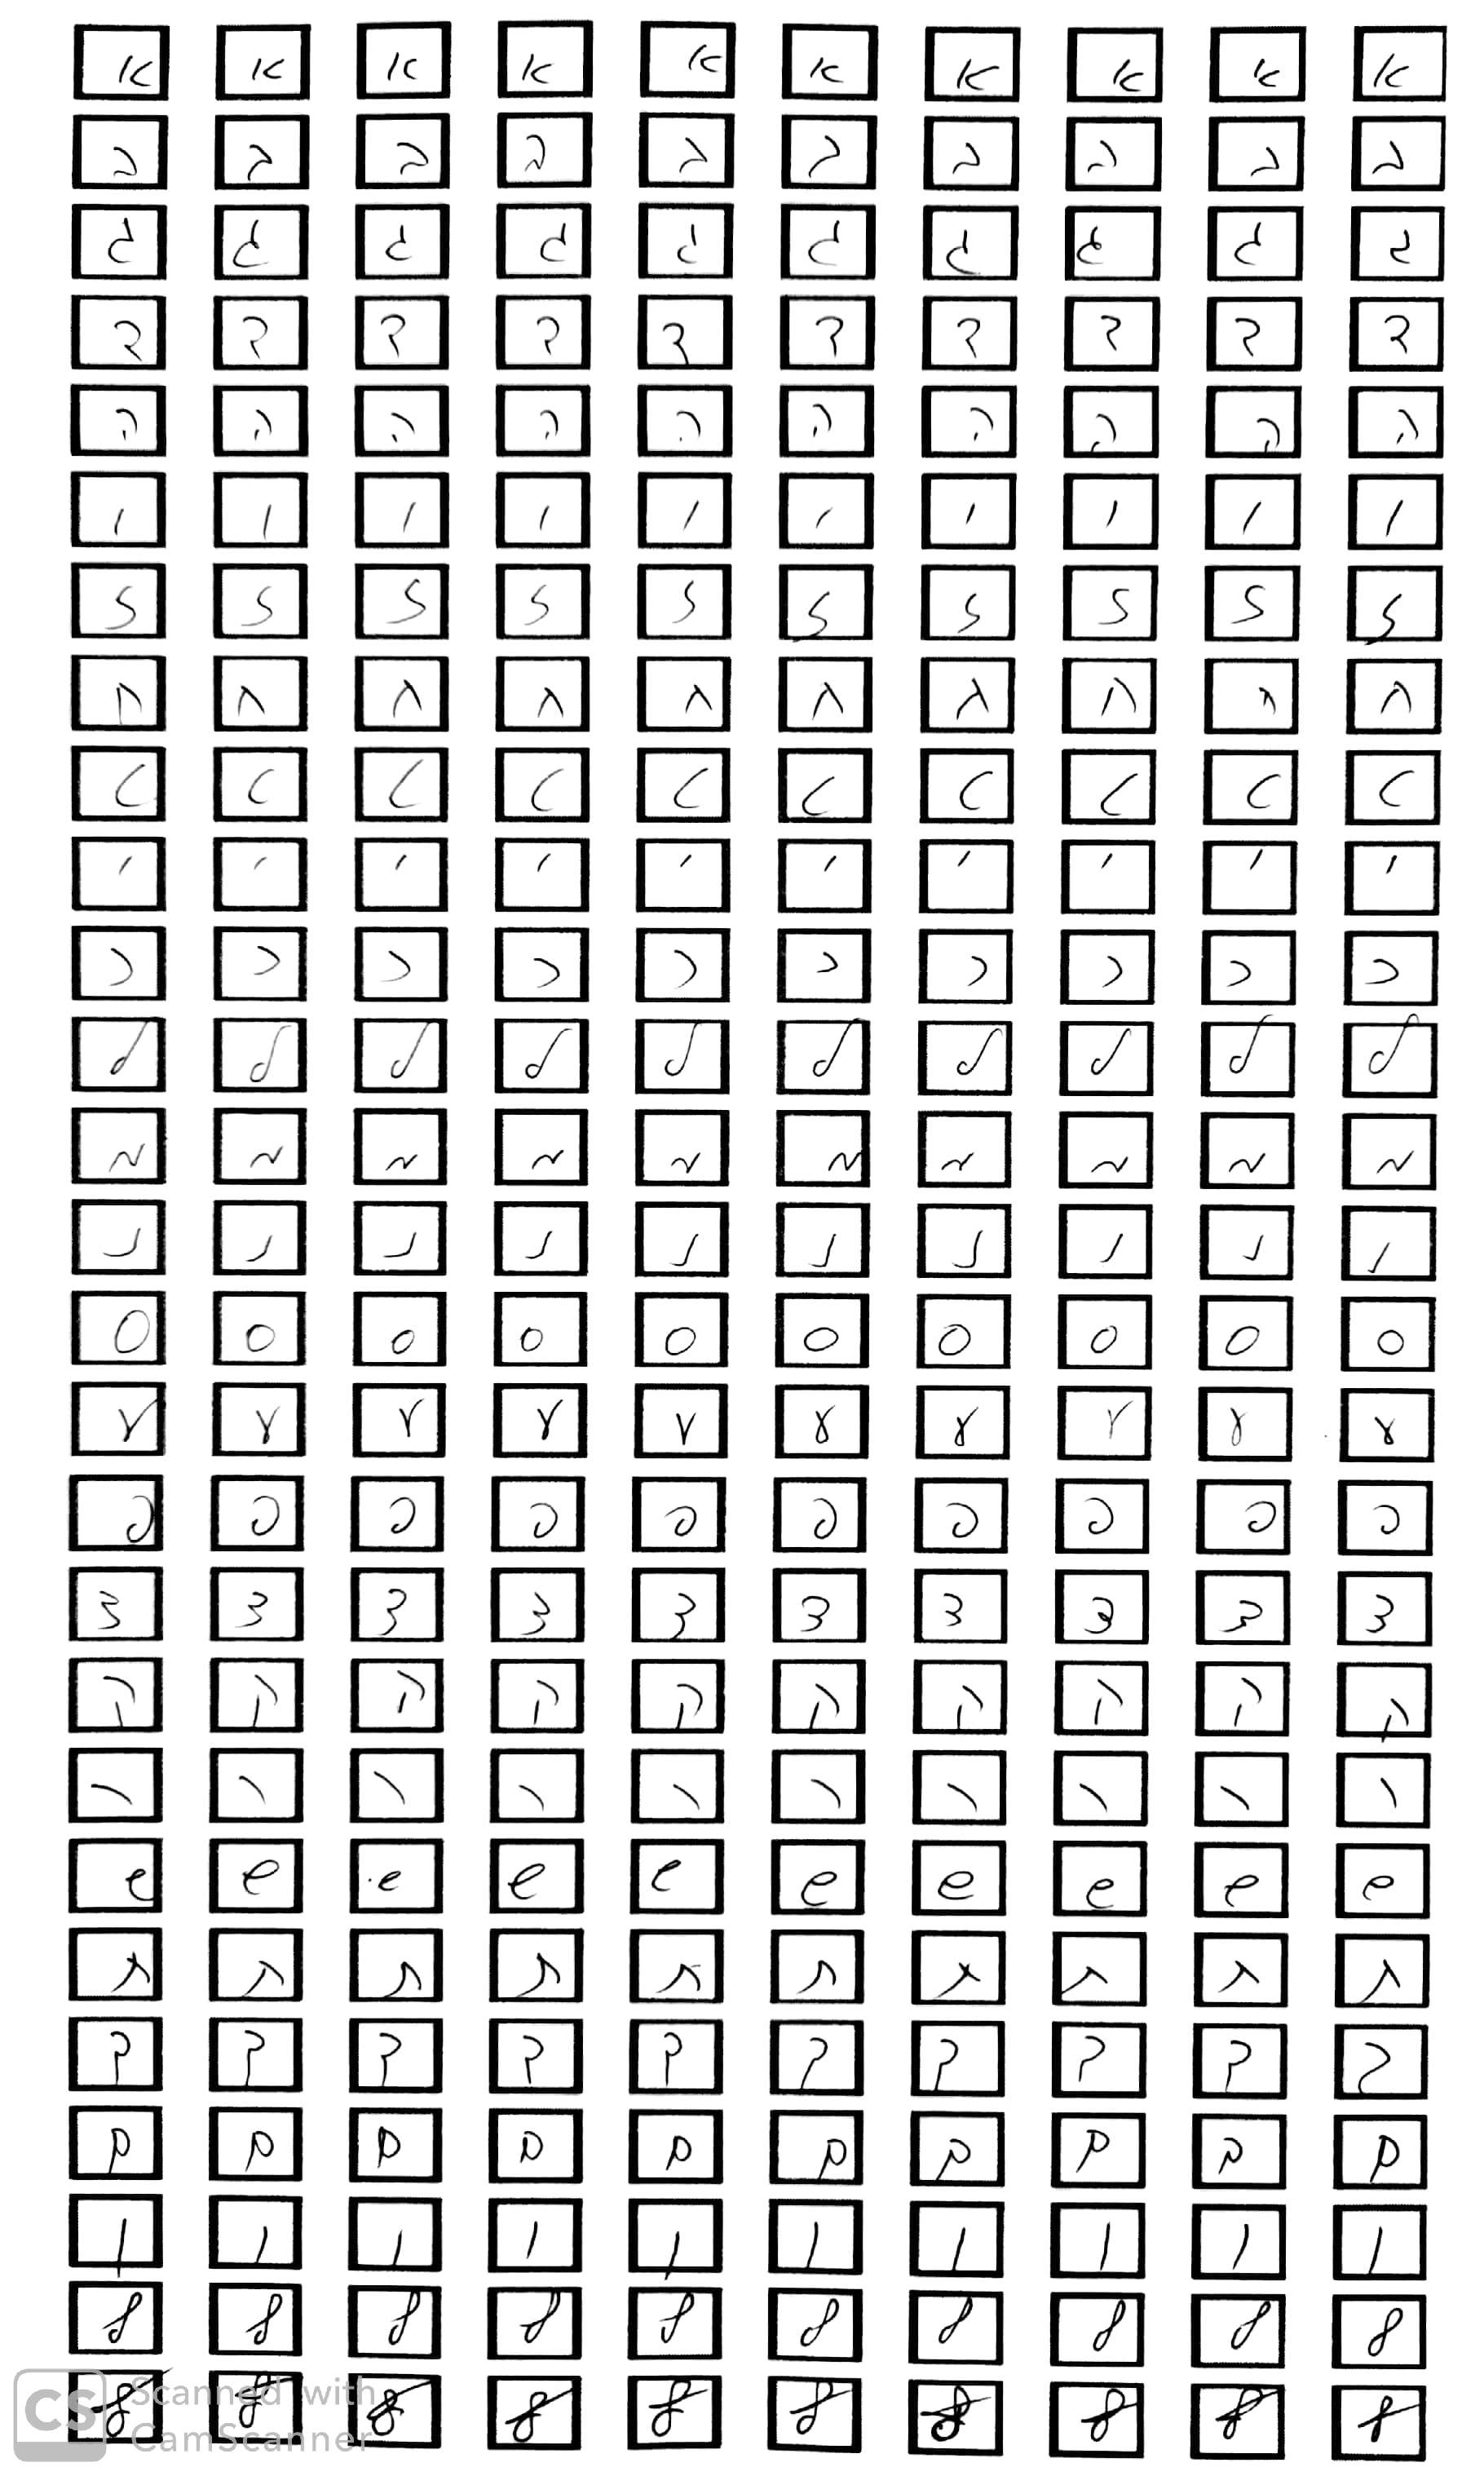 א א א א א א א א א א
ב ב ב ב ב ב ב ב ב ב
ג ג ג ג ג ג ג ג ג ג
ד ד ד ד ד ד ד ד ד ד
ה ה ה ה ה ה ה ה ה ה
ו ו ו ו ו ו ו ו ו ו
ז ז ז ז ז ז ז ז ז ז
ח ח ח ח ח ח ח ח ח ח
ט ט ט ט ט ט ט ט ט ט
י י י י י י י י י י
כ כ כ כ כ כ כ כ כ כ
ל ל ל ל ל ל ל ל ל ל
מ מ מ מ מ מ מ מ מ מ
נ נ נ נ נ נ נ נ נ נ
ס ס ס ס ס ס ס ס ס ס
ע ע ע ע ע ע ע ע ע ע
פ פ פ פ פ פ פ פ פ פ
צ צ צ צ צ צ צ צ צ צ
ק ק ק ק ק ק ק ק ק ק
ר ר ר ר ר ר ר ר ר ר
ש ש ש ש ש ש ש ש ש ש
ת ת ת ת ת ת ת ת ת ת
ך ך ך ך ך ך ך ך ך ך
ם ם ם ם ם ם ם ם ם ם
ן ן ן ן ן ן ן ן ן ן
ף ף ף ף ף ף ף ף ף ף
ץ ץ ץ ץ ץ ץ ץ ץ ץ ץ
CS Scanned with
CamScanner